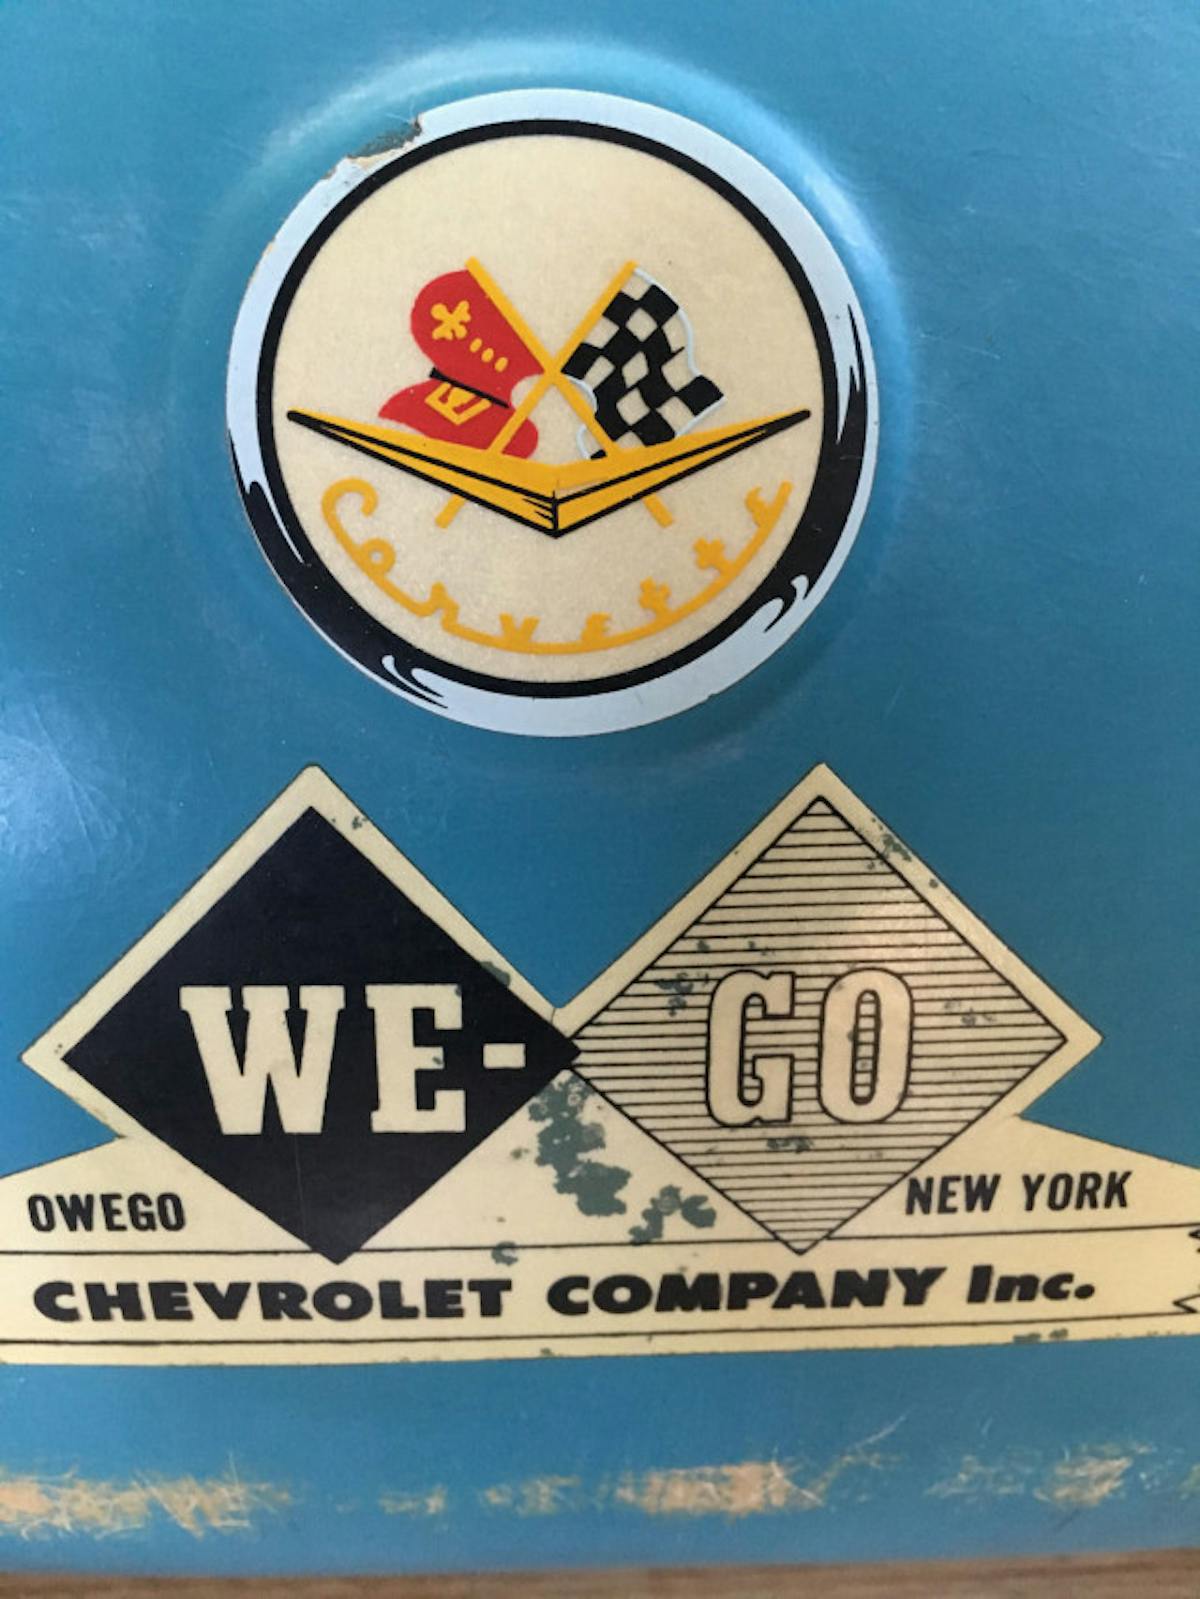 Corvette
WE-GO
OWEGO NEW YORK
CHEVROLET COMPANY Inc.